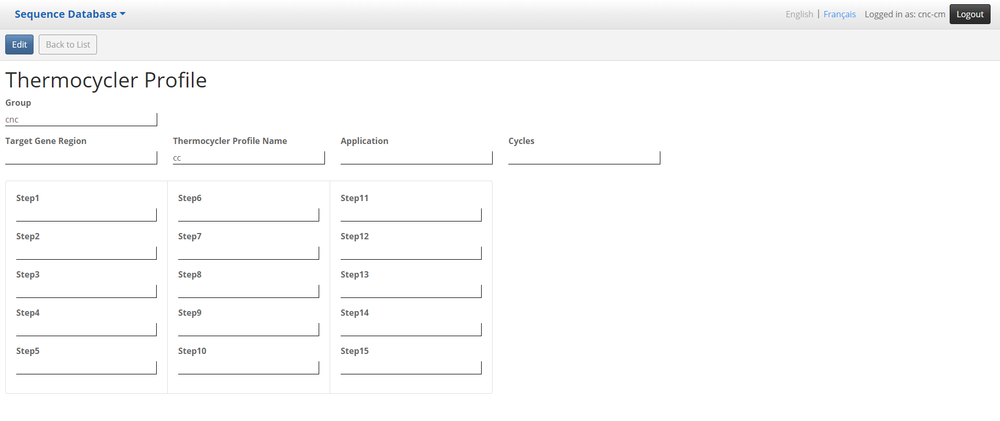 Sequence Database
English | Français Logged in as: cnc-cm Logout
Edit Back to List
Thermocycler Profile
Group
cnc
Target Gene Region Thermocycler Profile Name Application Cycles
cc
Step1 Step6 Step11
Step2 Step7 Step12
Step3 Step8 Step13
Step4 Step9 Step14
Step5 Step10 Step15